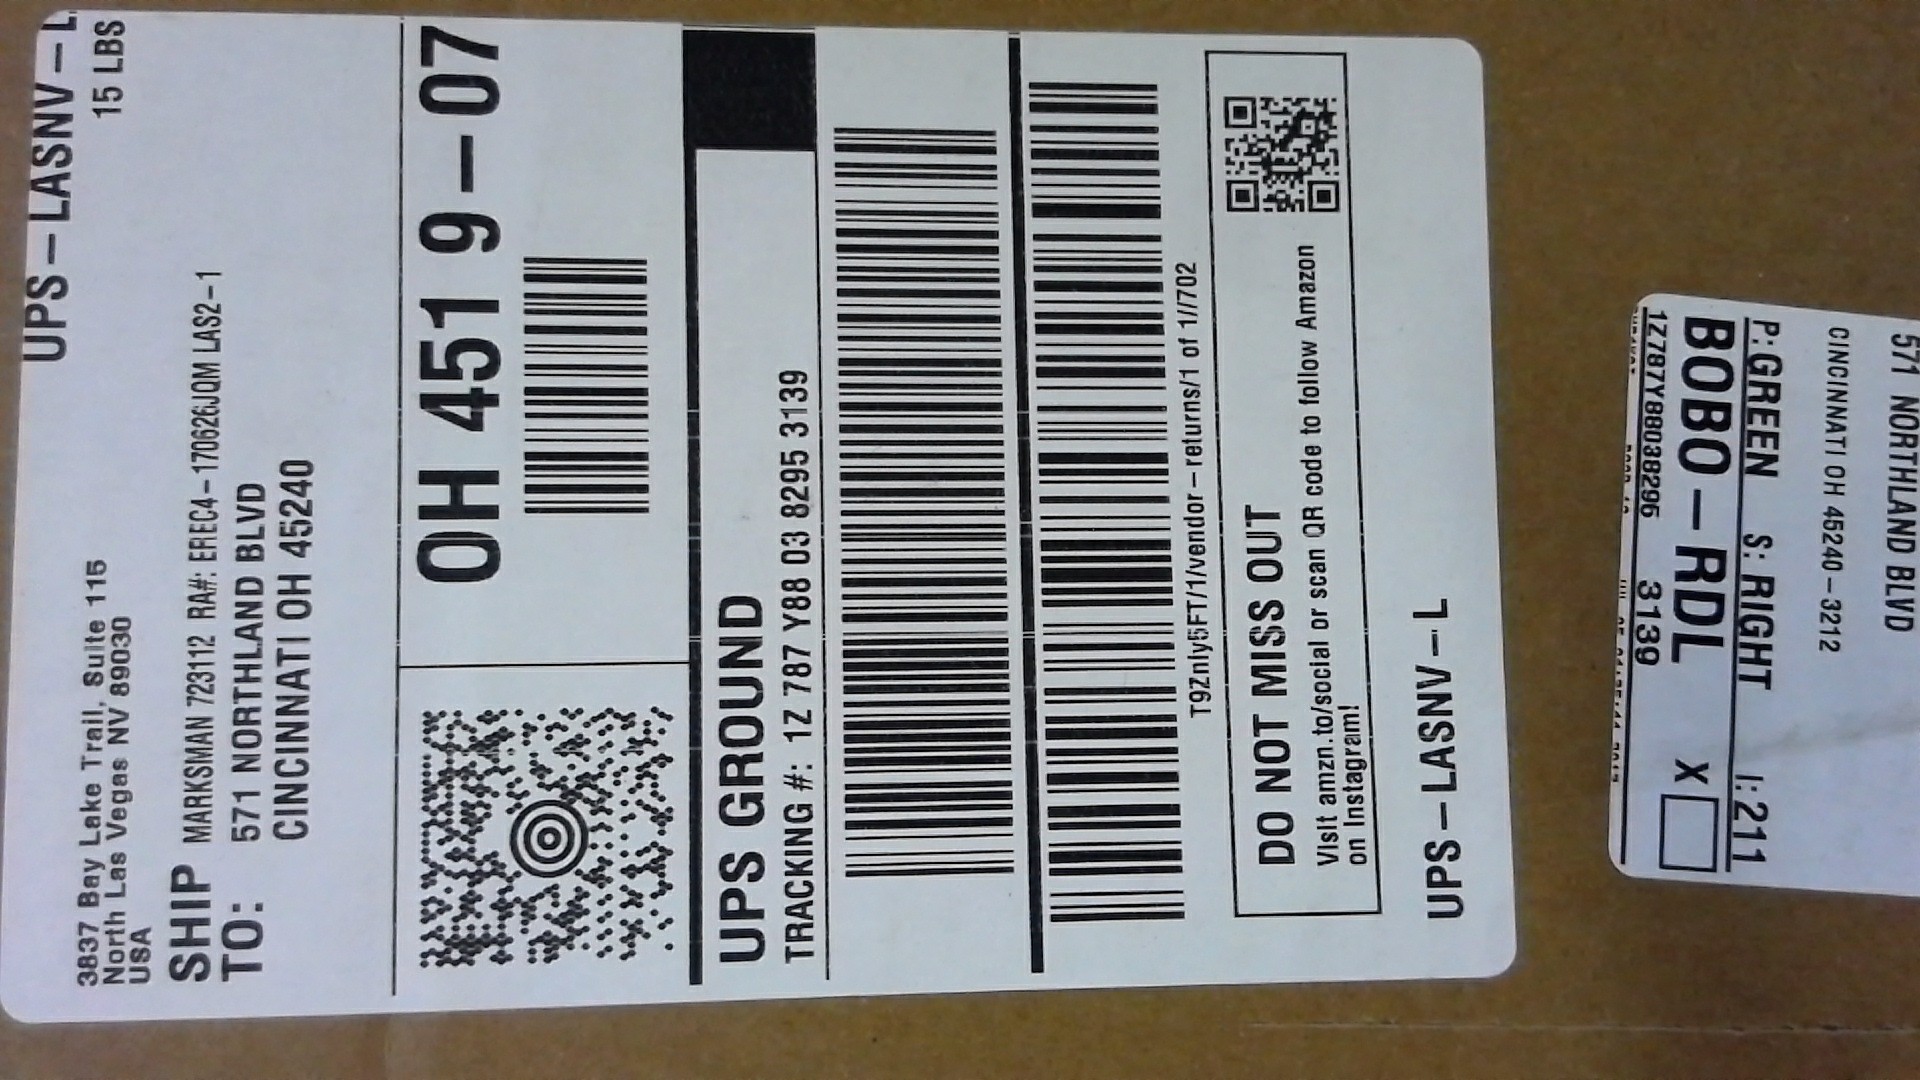 UPS-LASNV-L
15 LBS
3837 Bay Lake Trail, Suite 115
North Las Vegas NV 89030
USA
SHIP TO:
MARKSMAN 723112 RA#: EREC4-170626JQM LAS2-1
571 NORTHLAND BLVD
CINCINNATI OH 45240
OH 451 9-07
UPS GROUND
TRACKING #: 1Z 787 Y88 03 8295 3139
T9Znly5FT/1/vendor-returns/1 of 1//702
DO NOT MISS OUT
Visit amzn.to/social or scan QR code to follow Amazon
on Instagram!
UPS-LASNV-L
571 NORTHLAND BLVD
CINCINNATI OH 45240-3212
P:GREEN S:RIGHT I:211
BOBO-RDL X
1Z787Y88038295 3139